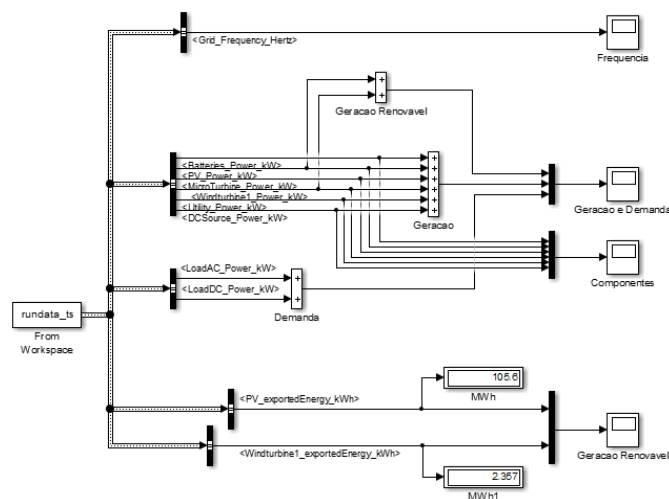 <Grid_Frequency_Hertz>
Frequencia
Geracao Renovavel
<Batteries_Power_kW>
<PV_Power_kW>
<MicroTurbine_Power_kW>
<Windturbine1_Power_kW>
<Utility_Power_kW>
<DCSource_Power_kW>
Geracao
Geracao e Demanda
Componentes
<LoadAC_Power_kW>
<LoadDC_Power_kW>
Demanda
rundata_ts
From
Workspace
<PV_exportedEnergy_kWh>
105.6
MWh
<Windturbine1_exportedEnergy_kWh>
Geracao Renovavel
2.357
MWh1